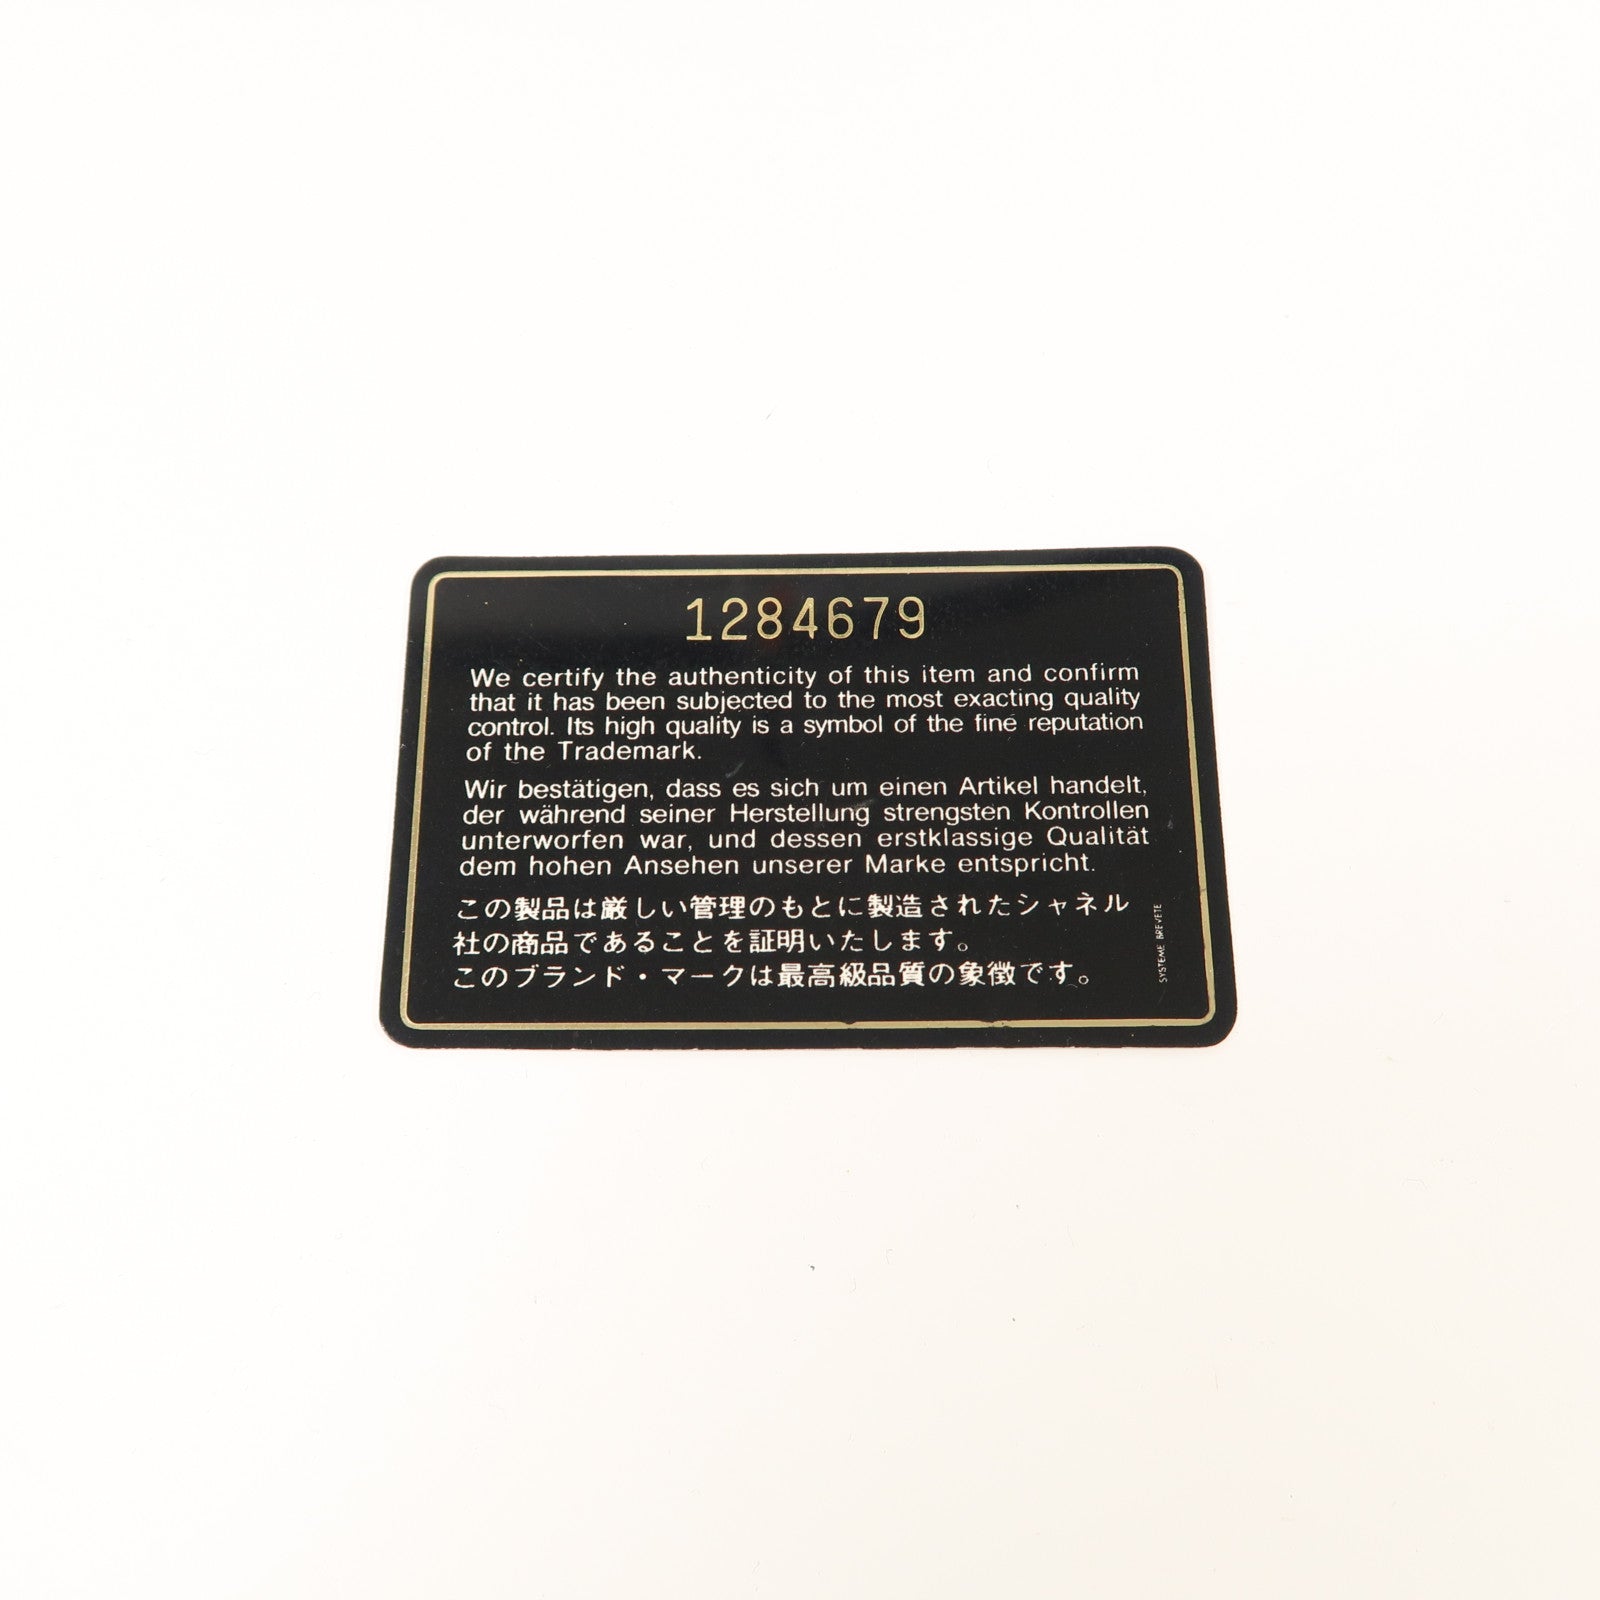 1284679
We certify the authenticity of this item and confirm
that it has been subjected to the most exacting quality
control. Its high quality is a symbol of the fine reputation
of the Trademark.
Wir bestätigen, dass es sich um einen Artikel handelt,
der während seiner Herstellung strengsten Kontrollen
unterworfen war, und dessen erstklassige Qualität
dem hohen Ansehen unserer Marke entspricht.
この製品は厳しい管理のもとに製造されたシャネル
社の商品であることを証明いたします。
このブランド・マークは最高級品質の象徴です。
SYSTEME BREVETE